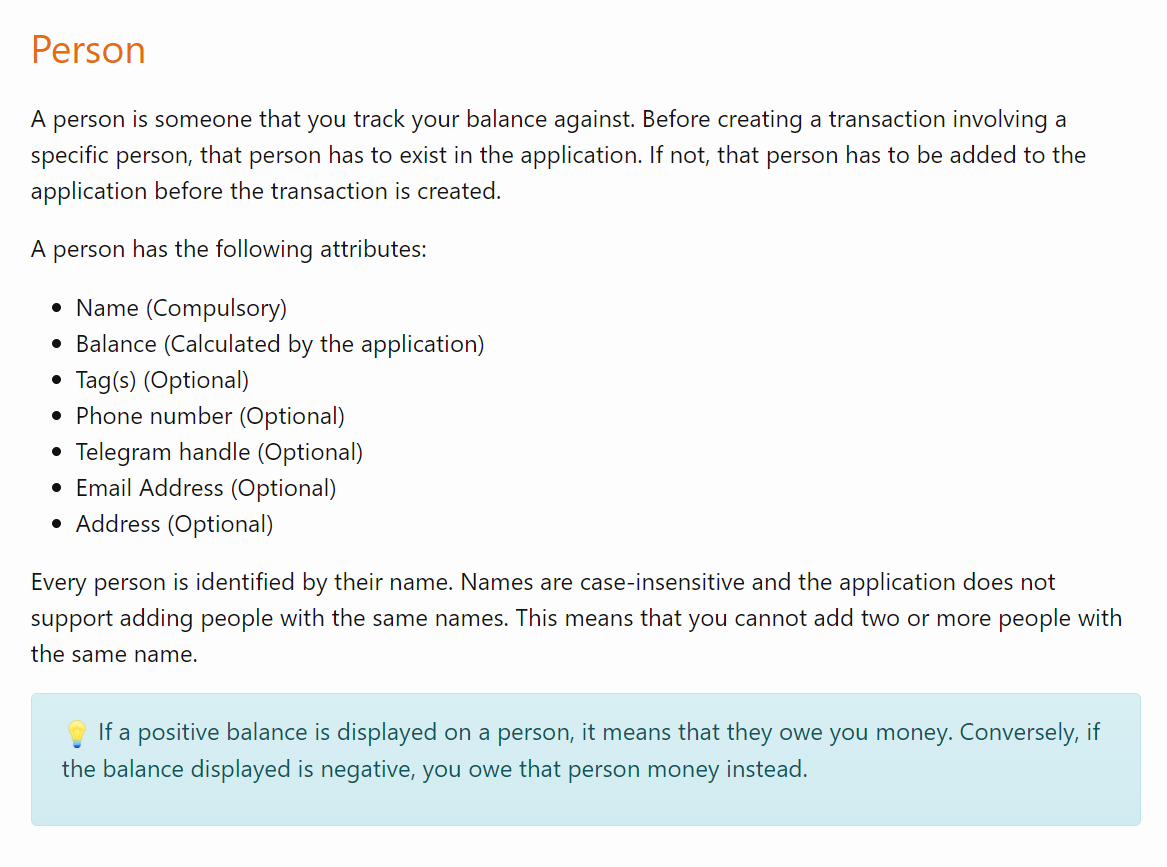 Person
A person is someone that you track your balance against. Before creating a transaction involving a
specific person, that person has to exist in the application. If not, that person has to be added to the
application before the transaction is created.
A person has the following attributes:
• Name (Compulsory)
• Balance (Calculated by the application)
• Tag(s) (Optional)
• Phone number (Optional)
• Telegram handle (Optional)
• Email Address (Optional)
• Address (Optional)
Every person is identified by their name. Names are case-insensitive and the application does not
support adding people with the same names. This means that you cannot add two or more people with
the same name.
💡 If a positive balance is displayed on a person, it means that they owe you money. Conversely, if
the balance displayed is negative, you owe that person money instead.